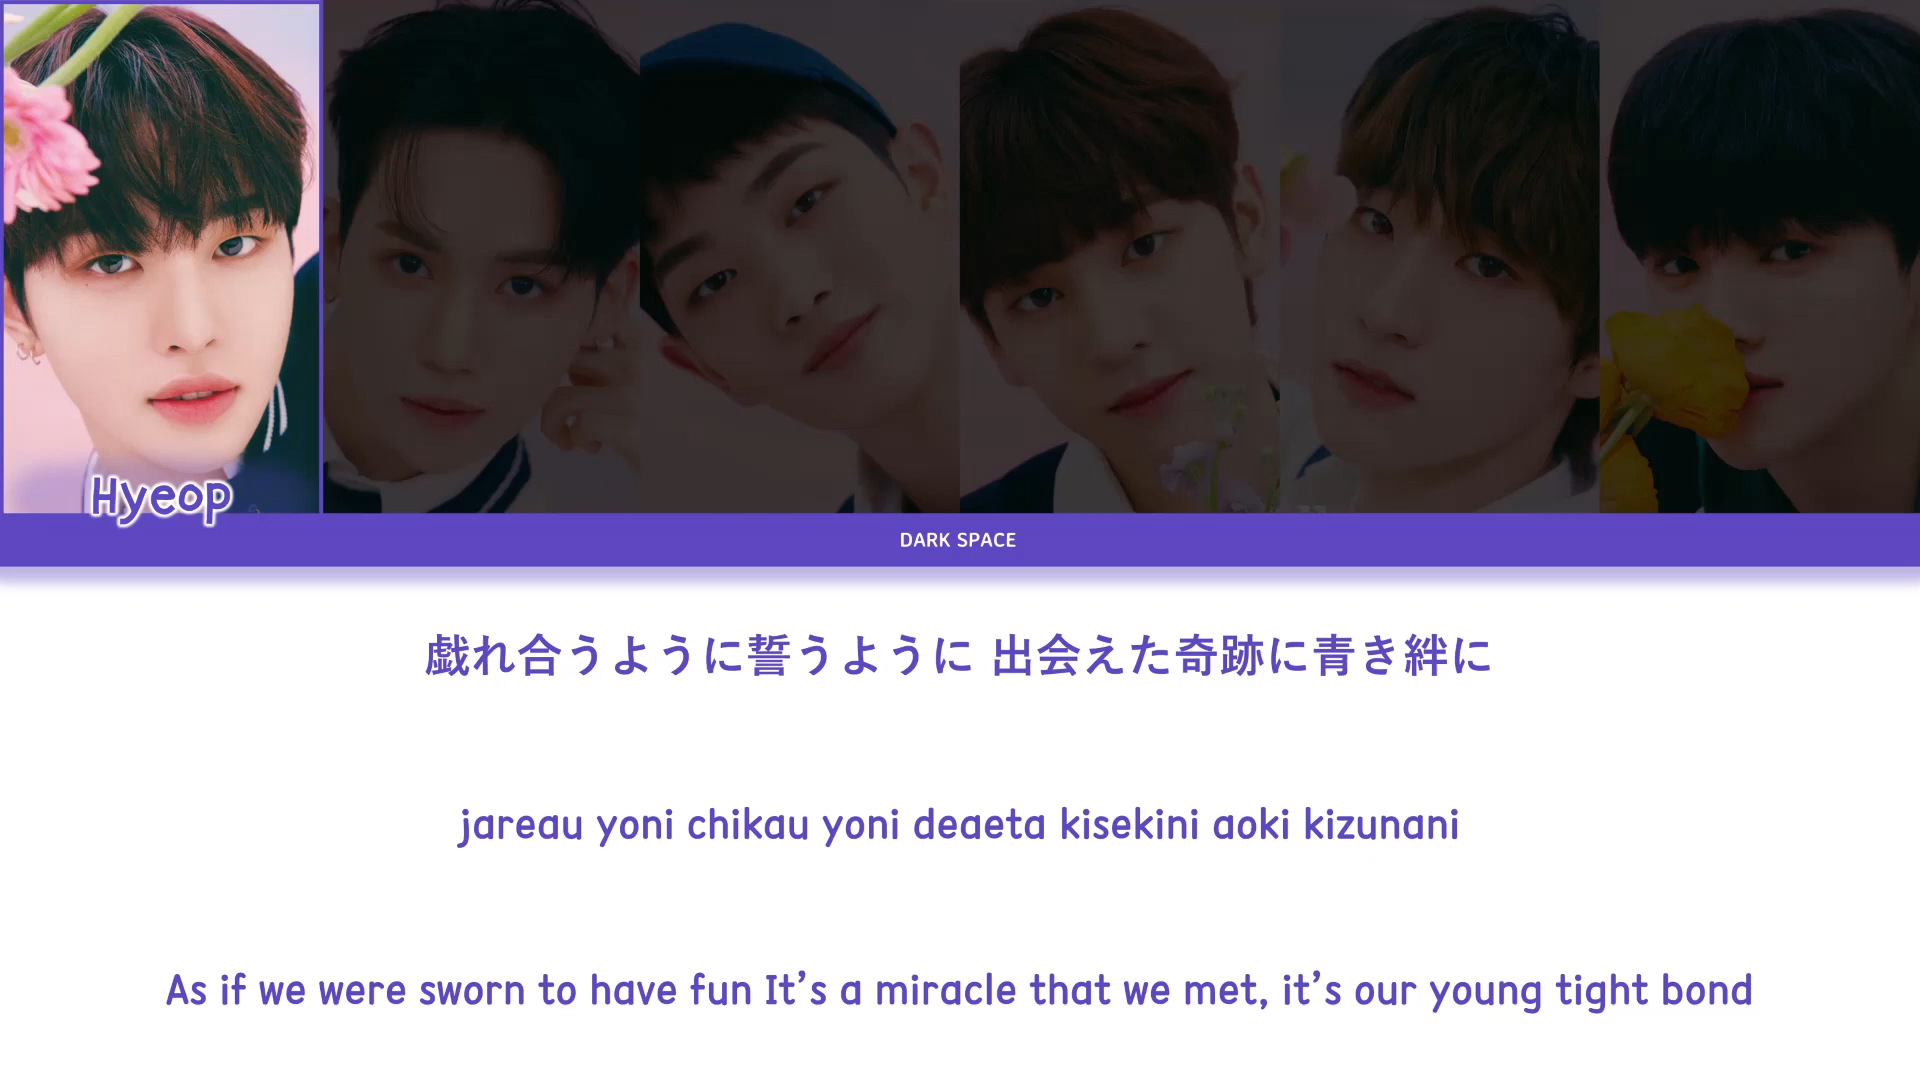 Hyeop
DARK SPACE
戯れ合うように誓うように 出会えた奇跡に青き絆に
jareau yoni chikau yoni deaeta kisekini aoki kizunani
As if we were sworn to have fun It’s a miracle that we met, it’s our young tight bond